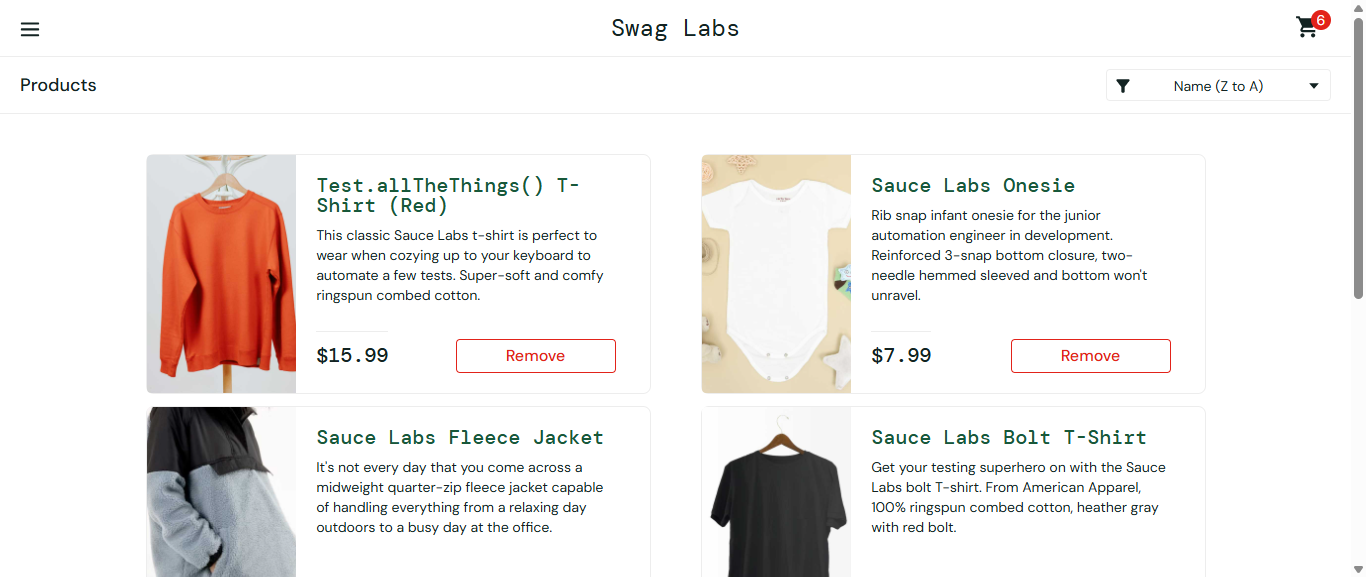 Swag Labs
6
Products
Name (Z to A)
Test.allTheThings() T-
Shirt (Red)
This classic Sauce Labs t-shirt is perfect to
wear when cozying up to your keyboard to
automate a few tests. Super-soft and comfy
ringspun combed cotton.
$15.99
Remove
Sauce Labs Onesie
Rib snap infant onesie for the junior
automation engineer in development.
Reinforced 3-snap bottom closure, two-
needle hemmed sleeved and bottom won't
unravel.
$7.99
Remove
Sauce Labs Fleece Jacket
It's not every day that you come across a
midweight quarter-zip fleece jacket capable
of handling everything from a relaxing day
outdoors to a busy day at the office.
Sauce Labs Bolt T-Shirt
Get your testing superhero on with the Sauce
Labs bolt T-shirt. From American Apparel,
100% ringspun combed cotton, heather gray
with red bolt.